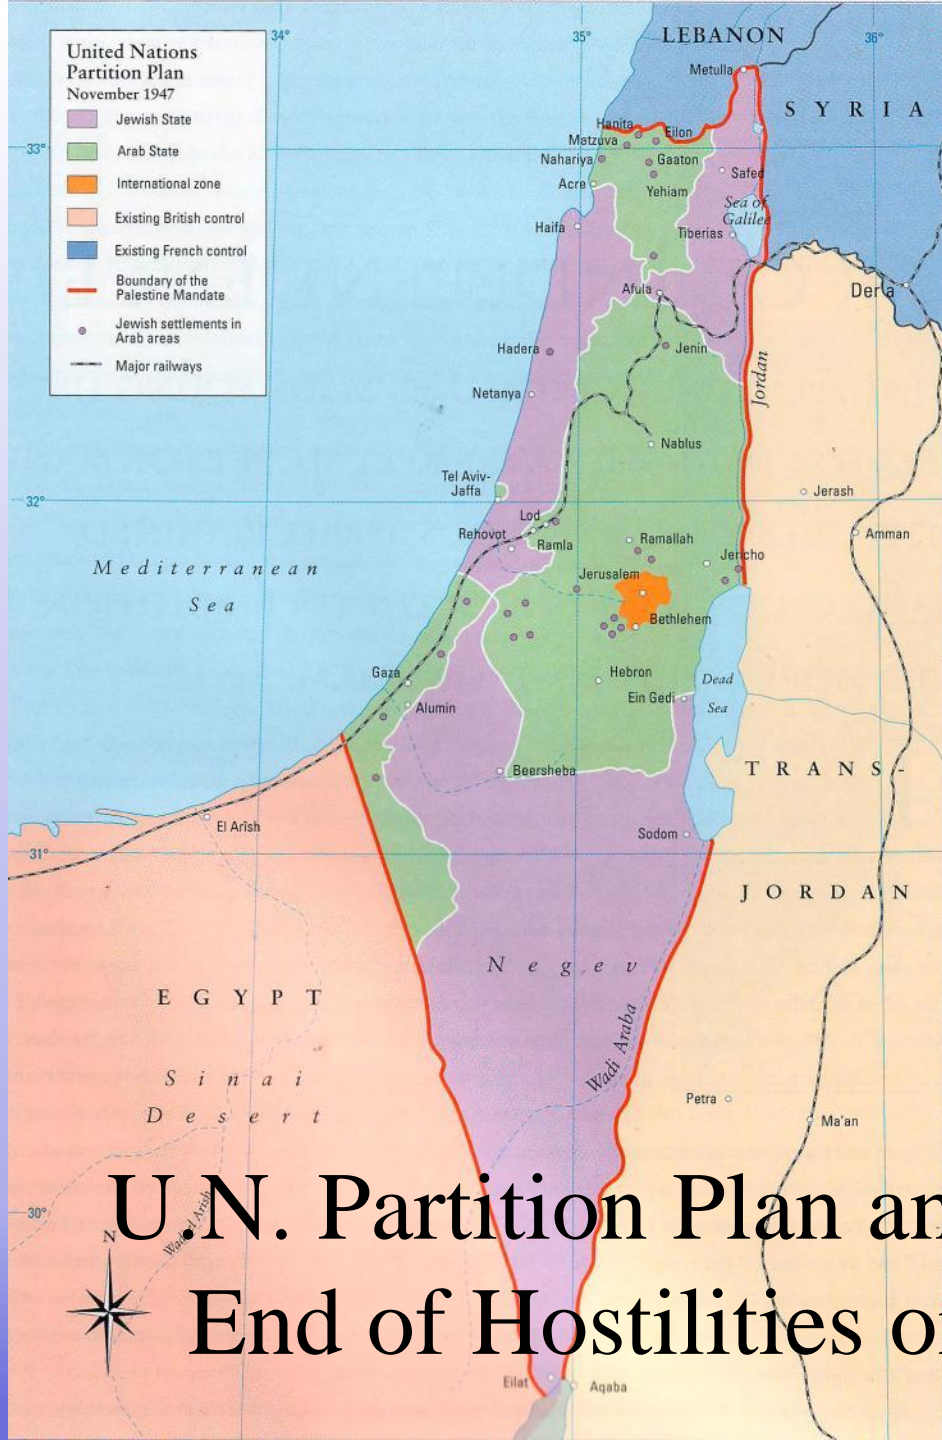 34°
35°
36°
LEBANON
Metulla
SYRIA
United Nations
Partition Plan
November 1947
Jewish State
Arab State
International zone
Existing British control
Existing French control
Boundary of the
Palestine Mandate
Jewish settlements in
Arab areas
Major railways
33°
Hanita
Eilon
Matzuva
Nahariya
Gaaton
Acre
Yehiam
Safed
Sea of
Galilee
Haifa
Tiberias
Afula
Der'a
Hadera
Jenin
Jordan
Netanya
Nablus
Tel Aviv-
Jaffa
32°
Jerash
Lod
Rehovot
Ramla
Ramallah
Amman
Jericho
Mediterranean
Sea
Jerusalem
Bethlehem
Gaza
Hebron
Dead
Sea
Ein Gedi
Alumin
Beersheba
TRANS-
El Arîsh
Sodom
31°
JORDAN
Negev
EGYPT
Sinai
Desert
Wadi Araba
Petra
Ma'an
U.N. Partition Plan an
30°
N
Arish
End of Hostilities o
Eilat
Aqaba